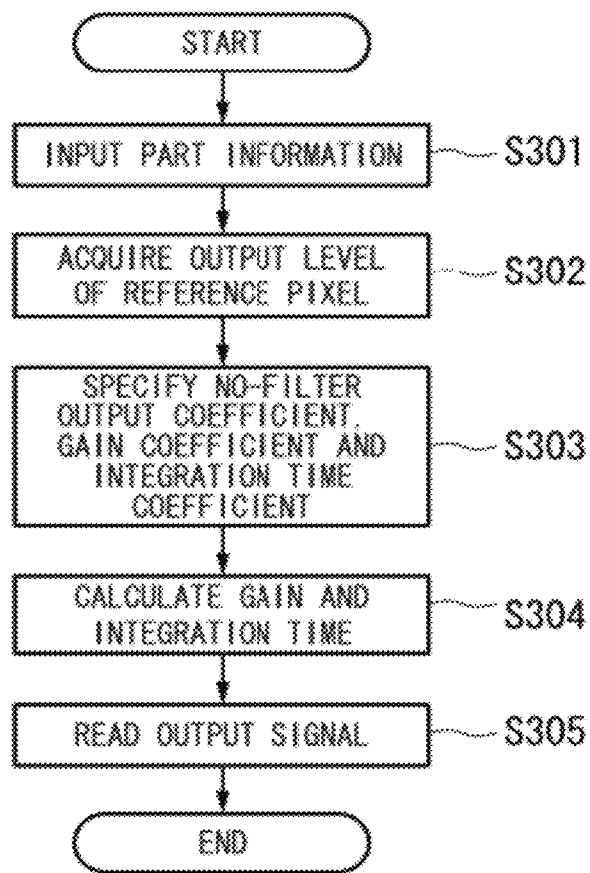 START
INPUT PART INFORMATION
S301
ACQUIRE OUTPUT LEVEL
OF REFERENCE PIXEL
S302
SPECIFY NO-FILTER
OUTPUT COEFFICIENT,
GAIN COEFFICIENT AND
INTEGRATION TIME
COEFFICIENT
S303
CALCULATE GAIN AND
INTEGRATION TIME
S304
READ OUTPUT SIGNAL
S305
END